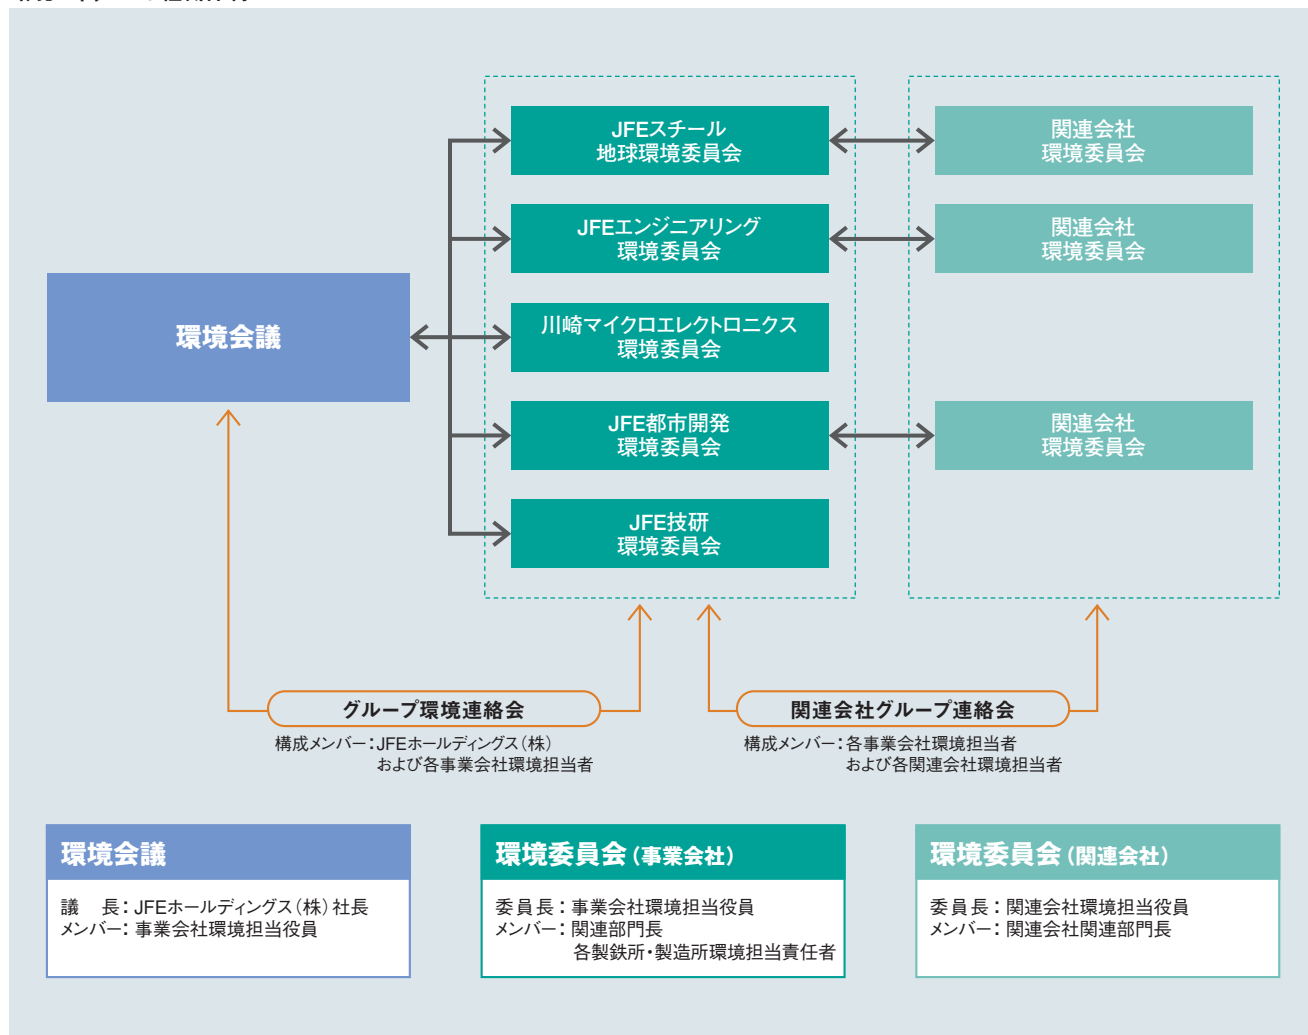 JFEスチール
地球環境委員会
関連会社
環境委員会
JFEエンジニアリング
環境委員会
関連会社
環境委員会
環境会議
川崎マイクロエレクトロニクス
環境委員会
JFE都市開発
環境委員会
関連会社
環境委員会
JFE技研
環境委員会
グループ環境連絡会
構成メンバー：JFEホールディングス（株）
および各事業会社環境担当者
関連会社グループ連絡会
構成メンバー：各事業会社環境担当者
および各関連会社環境担当者
環境会議
議　長：JFEホールディングス（株）社長
メンバー：事業会社環境担当役員
環境委員会（事業会社）
委員長：事業会社環境担当役員
メンバー：関連部門長
各製鉄所・製造所環境担当責任者
環境委員会（関連会社）
委員長：関連会社環境担当役員
メンバー：関連会社関連部門長